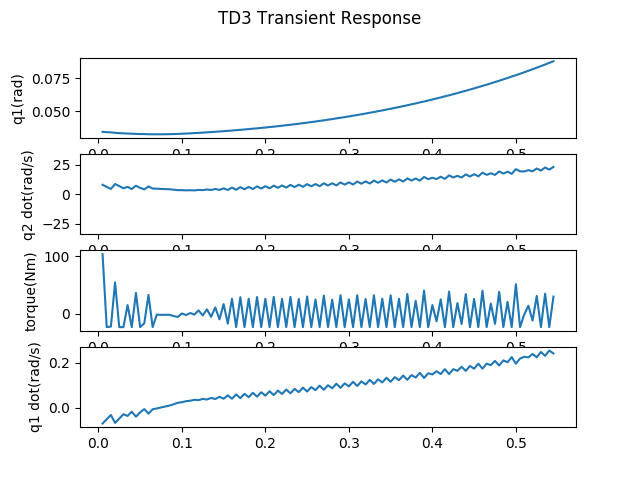 TD3 Transient Response
q1(rad)
0.075
0.050
0.0 0.1 0.2 0.3 0.4 0.5
q2 dot(rad/s)
25
0
−25
0.0 0.1 0.2 0.3 0.4 0.5
torque(Nm)
100
0
0.0 0.1 0.2 0.3 0.4 0.5
q1 dot(rad/s)
0.2
0.0
0.0 0.1 0.2 0.3 0.4 0.5